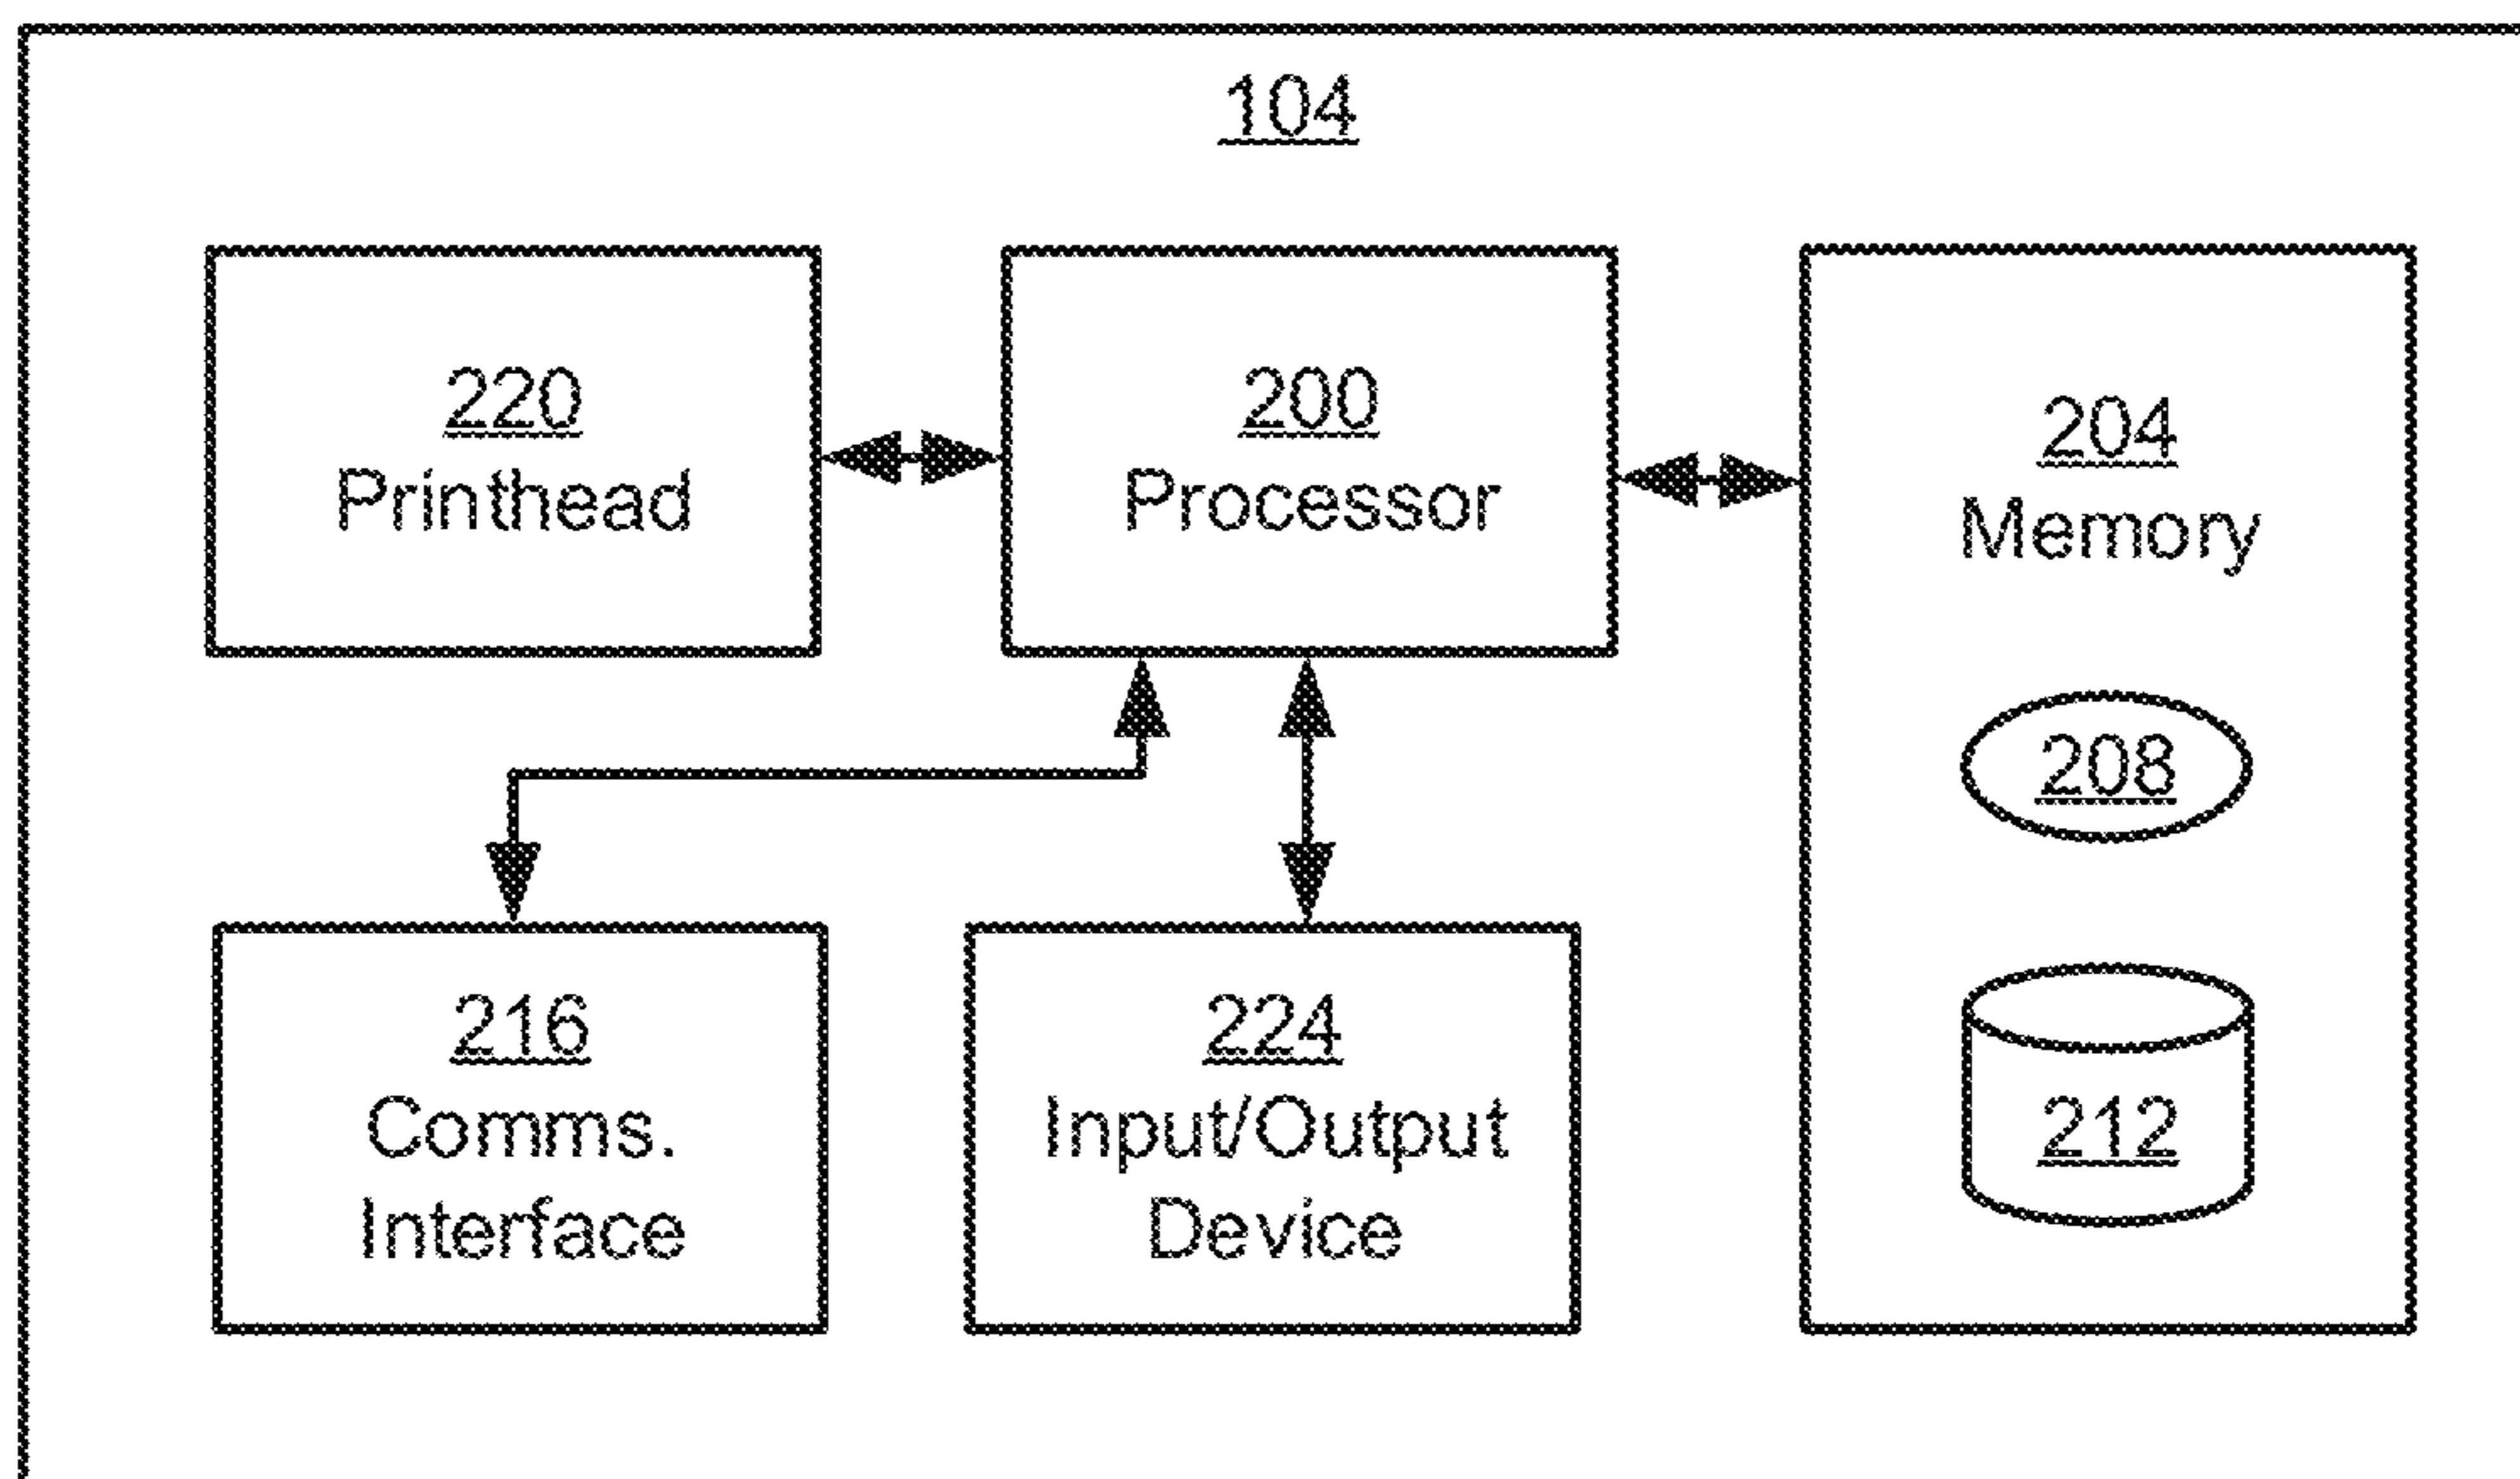 104
220
Printhead
200
Processor
204
Memory
208
212
216
Comms.
Interface
224
Input/Output
Device